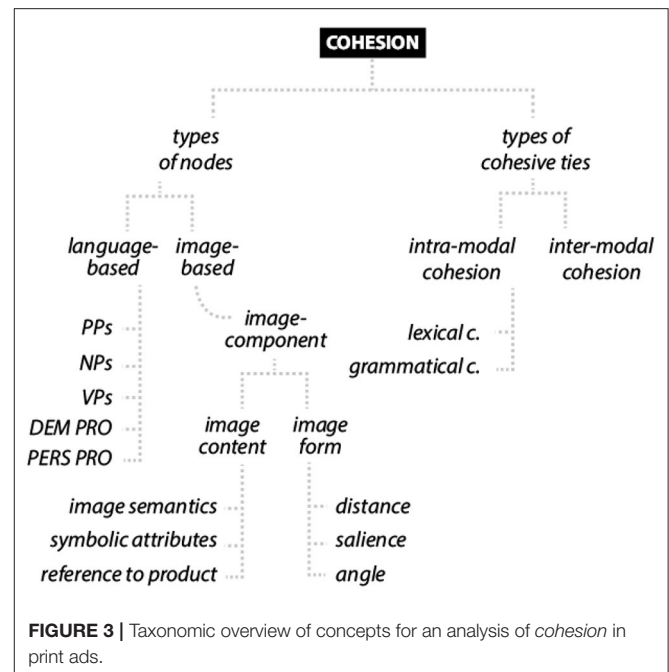 COHESION
types
of nodes
types of
cohesive ties
language-
based
image-
based
intra-modal
cohesion
inter-modal
cohesion
PPs
NPs
VPs
DEM PRO
PERS PRO
image-
component
lexical c.
grammatical c.
image
content
image
form
image semantics
symbolic attributes
reference to product
distance
salience
angle
FIGURE 3 | Taxonomic overview of concepts for an analysis of cohesion in
print ads.